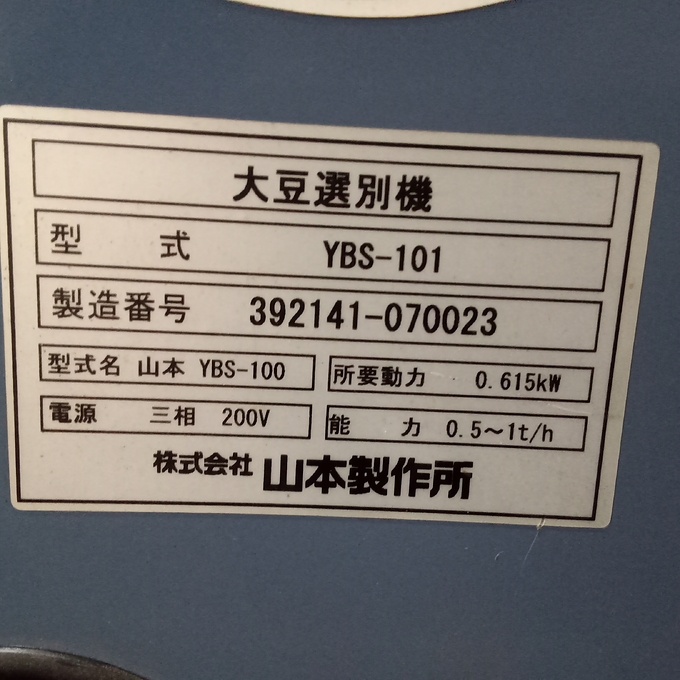 大豆選別機
型 式 YBS-101
製造番号 392141-070023
型式名 山本 YBS-100 所要動力 0.615kW
電源 三相 200V 能 力 0.5～1t/h
株式会社 山本製作所